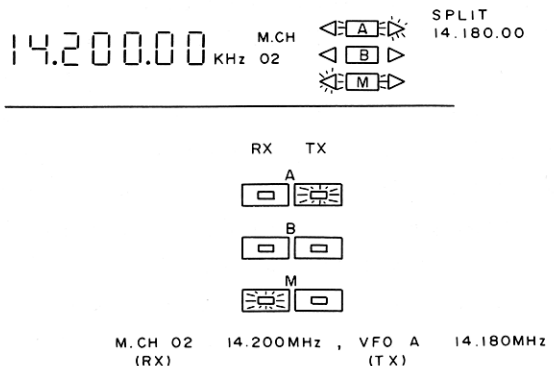 SPLIT
14.200.00 KHz M.CH 02 A 14.180.00
B
M
RX TX
A
B
M
M.CH 02 14.200MHz , VFO A 14.180MHz
(RX) (TX)